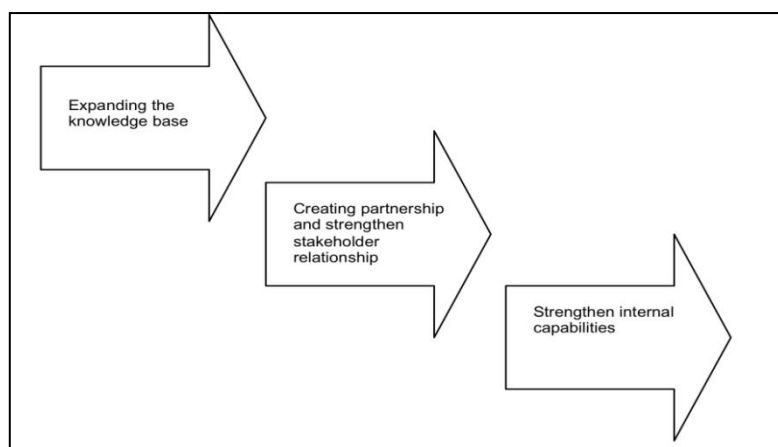 Expanding the
knowledge base
Creating partnership
and strengthen
stakeholder
relationship
Strengthen internal
capabilities